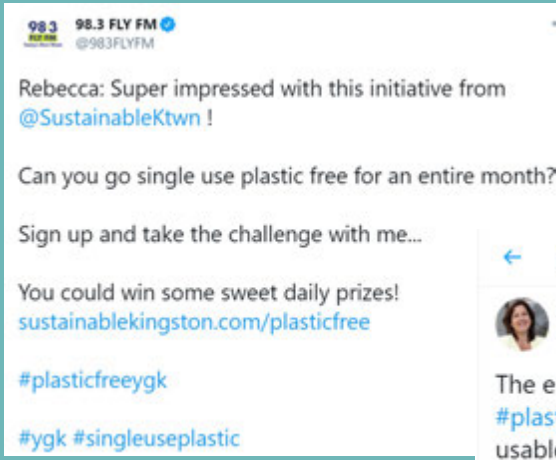 98.3 FLY FM
@983FLYFM
Rebecca: Super impressed with this initiative from
@SustainableKtwn !
Can you go single use plastic free for an entire month?
Sign up and take the challenge with me...
You could win some sweet daily prizes!
sustainablekingston.com/plasticfree
#plasticfreeygk
#ygk #singleuseplastic
The e
#plas
usable